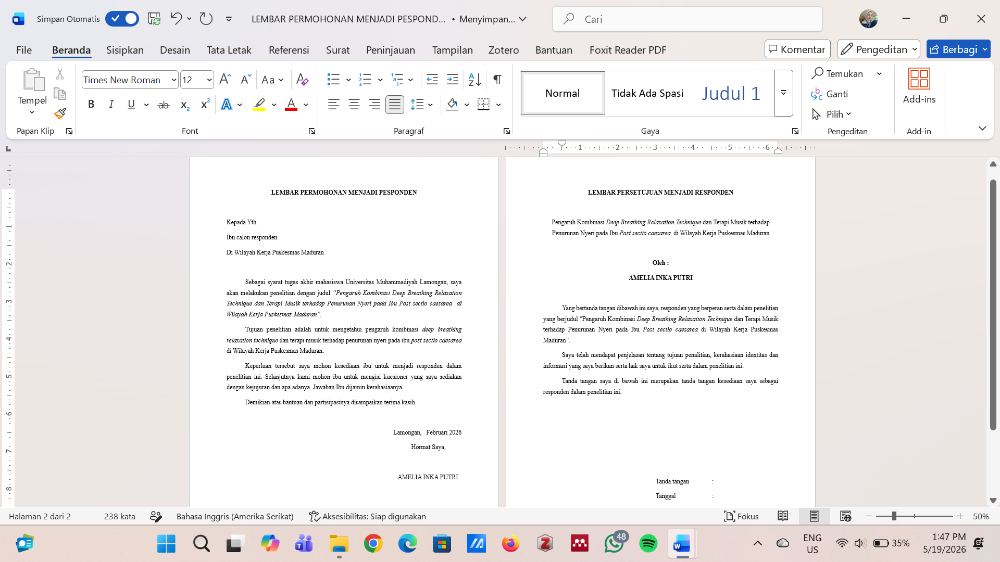 Simpan Otomatis
LEMBAR PERMOHONAN MENJADI PESPOND... • Menyimpan...
Cari
File Beranda Sisipkan Desain Tata Letak Referensi Surat Peninjauan Tampilan Zotero Bantuan Foxit Reader PDF
Komentar Pengeditan Berbagi
Tempel
Papan Klip
Times New Roman 12
Font
Paragraf
Normal Tidak Ada Spasi Judul 1
Gaya
Temukan
Ganti
Pilih
Pengeditan
Add-ins
Add-in
1 2 3 4 5 6
1
2
3
4
5
6
7
8
LEMBAR PERMOHONAN MENJADI PESPONDEN
Kepada Yth.
Ibu calon responden
Di Wilayah Kerja Puskesmas Maduran
Sebagai syarat tugas akhir mahasiswa Universitas Muhammadiyah Lamongan, saya
akan melakukan penelitian dengan judul “Pengaruh Kombinasi Deep Breathing Relaxation
Technique dan Terapi Musik terhadap Penurunan Nyeri pada Ibu Post sectio caesarea di
Wilayah Kerja Puskesmas Maduran”.
Tujuan penelitian adalah untuk mengetahui pengaruh kombinasi deep breathing
relaxation technique dan terapi musik terhadap penurunan nyeri pada ibu post sectio caesarea
di Wilayah Kerja Puskesmas Maduran.
Keperluan tersebut saya mohon kesediaan ibu untuk menjadi responden dalam
penelitian ini. Selanjutnya kami mohon ibu untuk mengisi kuesioner yang saya sediakan
dengan kejujuran dan apa adanya. Jawaban Ibu dijamin kerahasiaanya.
Demikian atas bantuan dan partisipasinya disampaikan terima kasih.
Lamongan, Februari 2026
Hormat Saya,
AMELIA INKA PUTRI
LEMBAR PERSETUJUAN MENJADI RESPONDEN
Pengaruh Kombinasi Deep Breathing Relaxation Technique dan Terapi Musik terhadap
Penurunan Nyeri pada Ibu Post sectio caesarea di Wilayah Kerja Puskesmas Maduran
Oleh :
AMELIA INKA PUTRI
Yang bertanda tangan dibawah ini saya, responden yang berperan serta dalam penelitian
yang berjudul “Pengaruh Kombinasi Deep Breathing Relaxation Technique dan Terapi Musik
terhadap Penurunan Nyeri pada Ibu Post sectio caesarea di Wilayah Kerja Puskesmas
Maduran”.
Saya telah mendapat penjelasan tentang tujuan penalitian, kerahasiaan identitas dan
informasi yang saya berikan serta hak saya untuk ikut serta dalam penelitian ini.
Tanda tangan saya di bawah ini merupakan tanda tangan kesediaan saya sebagai
responden dalam penelitian ini.
Tanda tangan :
Tanggal :
Halaman 2 dari 2 238 kata Bahasa Inggris (Amerika Serikat) Aksesibilitas: Siap digunakan Fokus 50%
48
ENG
US
35%
1:47 PM
5/19/2026